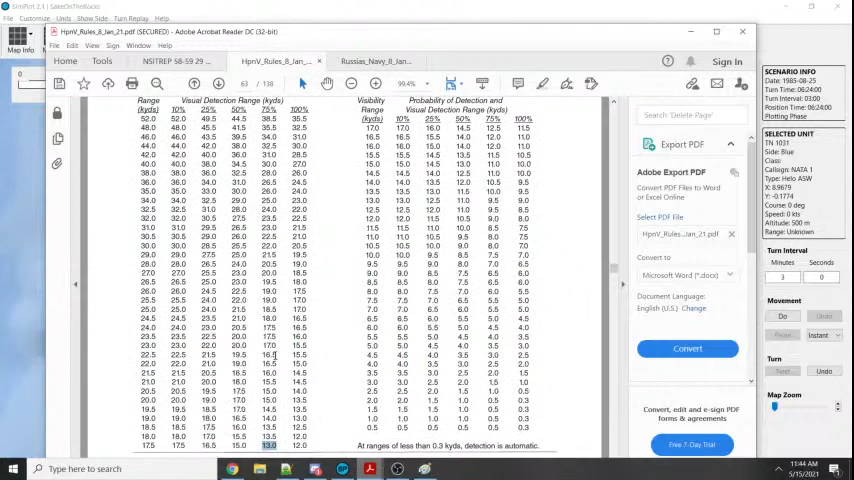 SimPlot 2.1 | SaxeOnTheRocks
Customize Units Show Damage Turn Replay
Map Info
0
HpnV_Rules_8_Jan_21.pdf (SECURED) - Adobe Acrobat Reader DC (32-bit)
File Edit View Sign Window Help
Home Tools NSITREP 58-59 29 ... HpnV_Rules_8_Jan_... × Russias_Navy_8_Jan... Sign In
63 / 138 99.4%
Range Visual Detection Range (kyds)
(kyds) 10% 25% 50% 75% 100%
52.0 52.0 49.5 44.5 38.5 35.5
48.0 48.0 45.5 41.5 35.5 32.5
46.0 46.0 43.5 39.5 34.0 31.0
44.0 44.0 42.0 38.0 32.5 30.0
42.0 42.0 40.0 36.0 31.0 28.5
40.0 40.0 38.0 34.5 30.0 27.0
38.0 38.0 36.0 32.5 28.0 26.0
36.0 36.0 34.0 31.0 26.5 24.5
35.0 35.0 33.0 30.0 26.0 24.0
34.0 34.0 32.5 29.0 25.0 23.0
32.5 32.5 31.0 28.0 24.0 22.0
32.0 32.0 30.5 27.5 23.5 22.5
31.0 31.0 29.5 26.5 23.0 21.0
30.5 30.5 29.0 26.0 22.5 21.0
30.0 30.0 28.5 25.5 22.0 20.5
29.0 29.0 27.5 25.0 21.5 19.5
28.0 28.0 26.5 24.0 20.5 19.0
27.0 27.0 25.5 23.0 20.0 18.5
26.5 26.5 25.0 23.0 19.5 18.0
26.0 26.0 24.5 22.5 19.0 17.5
25.5 25.5 24.0 22.0 19.0 17.0
25.0 25.0 24.0 21.5 18.5 17.0
24.5 24.5 23.5 21.0 18.0 16.5
24.0 24.0 23.0 20.5 17.5 16.5
23.5 23.5 22.5 20.0 17.5 16.0
23.0 23.0 22.0 20.0 17.0 15.5
22.5 22.5 21.5 19.5 16.5 15.5
22.0 22.0 21.0 19.0 16.5 15.0
21.5 21.5 20.5 18.5 16.0 14.5
21.0 21.0 20.0 18.0 15.5 14.5
20.5 20.5 19.5 17.5 15.0 14.0
20.0 20.0 19.0 17.0 15.0 13.5
19.5 19.5 18.5 17.0 14.5 13.5
19.0 19.0 18.0 16.5 14.0 13.0
18.5 18.5 17.5 16.0 13.5 12.5
18.0 18.0 17.0 15.5 13.5 12.0
17.5 17.5 16.5 15.0 13.0 12.0
Visibility Probability of Detection and
Range Visual Detection Range (kyds)
(kyds) 10% 25% 50% 75% 100%
17.0 17.0 16.0 14.5 12.5 11.5
16.5 16.5 15.5 14.0 12.0 11.0
16.0 16.0 15.0 14.0 12.0 11.0
15.5 15.5 14.5 13.5 11.5 10.5
15.0 15.0 14.5 13.0 11.0 10.0
14.5 14.5 14.0 12.5 11.0 10.0
14.0 14.0 13.5 12.0 10.5 9.5
13.5 13.5 13.0 11.5 10.0 9.5
13.0 13.0 12.5 11.0 9.5 9.0
12.5 12.5 12.0 10.5 9.5 8.5
12.0 12.0 11.5 10.5 9.0 8.0
11.5 11.5 11.0 10.0 8.5 7.5
11.0 11.0 10.5 9.5 8.0 7.5
10.5 10.5 10.0 9.0 8.0 7.0
10.0 10.0 9.5 8.5 7.5 7.0
9.5 9.5 9.0 8.0 7.0 6.5
9.0 9.0 8.5 7.5 6.5 6.0
8.5 8.5 8.0 7.5 6.5 6.0
8.0 8.0 7.5 7.0 6.0 5.5
7.5 7.5 7.0 6.5 5.5 5.0
7.0 7.0 6.5 6.0 5.5 5.0
6.5 6.5 6.0 5.5 5.0 4.5
6.0 6.0 5.5 5.0 4.5 4.0
5.5 5.5 5.0 4.5 4.0 3.5
5.0 5.0 4.5 4.0 3.5 3.0
4.5 4.5 4.0 3.5 3.0 2.5
4.0 4.0 3.5 3.0 2.5 2.0
3.5 3.5 3.0 2.5 2.0 1.5
3.0 3.0 2.5 2.0 1.5 1.0
2.5 2.5 2.0 1.5 1.0 0.5
2.0 2.0 1.5 1.0 0.5 0.3
1.5 1.5 1.0 0.5 0.5 0.3
1.0 1.0 1.0 0.5 0.5 0.3
0.5 0.5 0.5 0.5 0.5 0.3
At ranges of less than 0.3 kyds, detection is automatic.
Search 'Delete Page'
Export PDF
Adobe Export PDF
Convert PDF Files to Word
or Excel Online
Select PDF File
HpnV_Rules...Jan_21.pdf ×
Convert to
Microsoft Word (*.docx)
Document Language:
English (U.S.) Change
Convert
Convert, edit and e-sign PDF
forms & agreements
Free 7-Day Trial
SCENARIO INFO
Date: 1985-08-25
Turn Time: 06:24:00
Turn Interval: 03:00
Time: 06:24:00
Plotting Phase
SELECTED UNIT
TN 1031
Side: Blue
Class:
Callsign: NATA 1
Type: Helo ASW
X: 8.9679
Y: -0.1774
Course: 0 deg
Speed: 0 kts
Altitude: 500 m
Range: Unknown
Turn Interval
Minutes Seconds
3 0
Movement
Do Undo
Instant
Turn
Next... Undo
Map Zoom
Type here to search
11:44 AM
5/15/2021